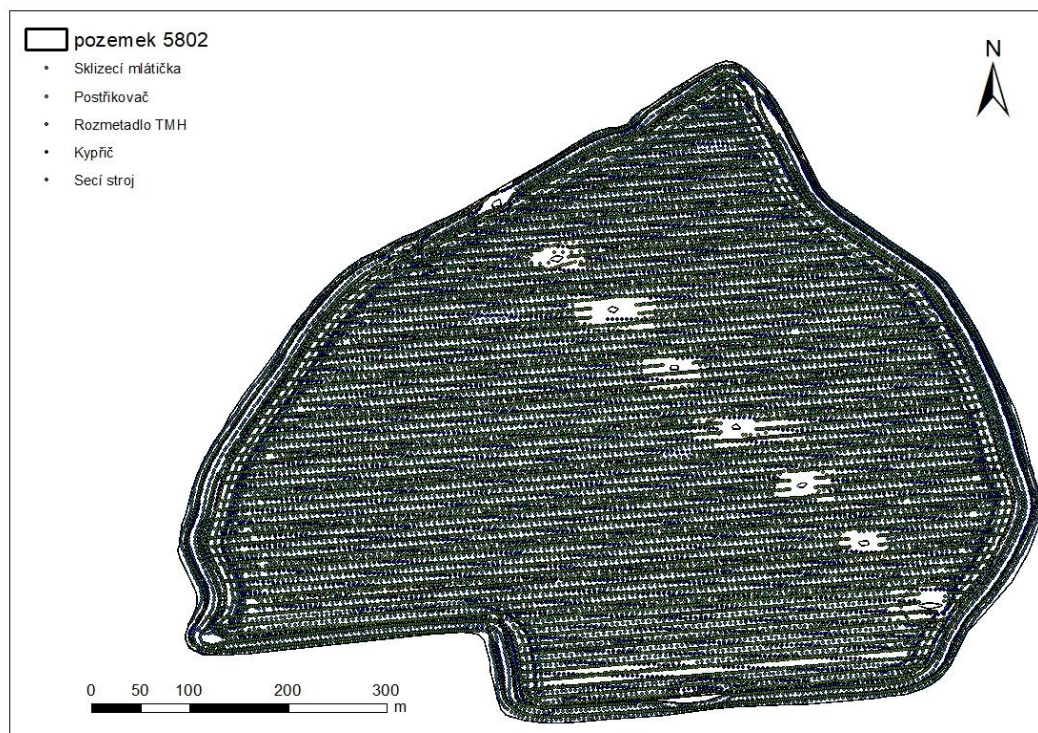 pozemek 5802
Sklizecí mlátička
Postřikovač
Rozmetadlo TMH
Kypřič
Secí stroj
N
0 50 100 200 300
m